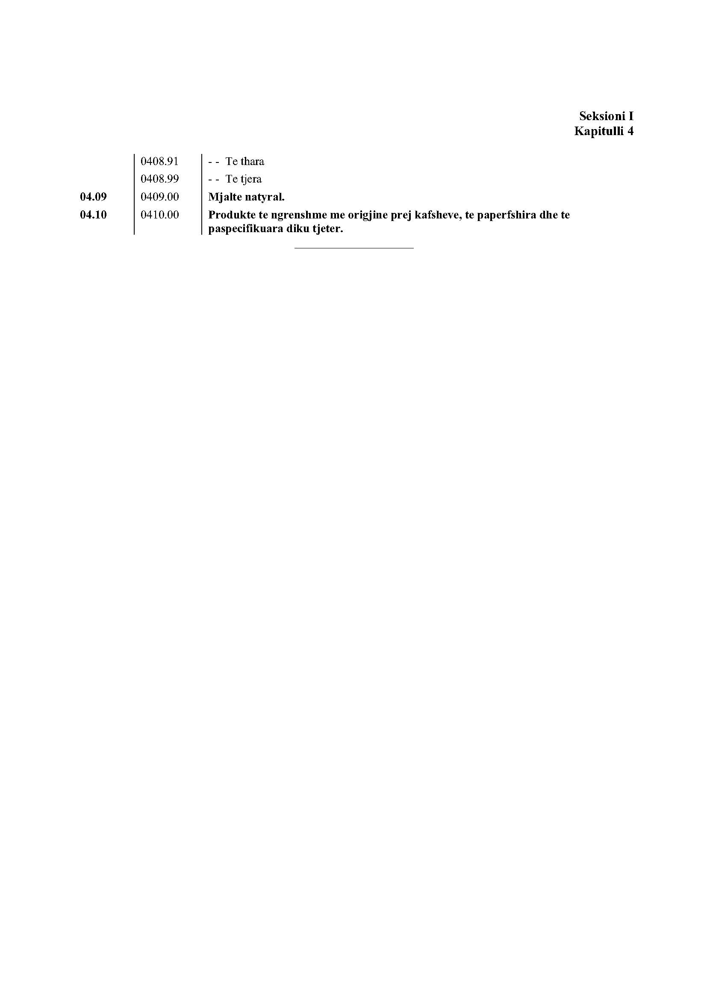 Seksioni I
Kapitulli 4
0408.91 - - Te thara
0408.99 - - Te tjera
04.09 0409.00 Mjalte natyral.
04.10 0410.00 Produkte te ngrenshme me origjine prej kafsheve, te paperfshira dhe te
paspecifikuara diku tjeter.